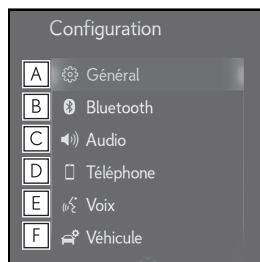 Configuration
A Général
B Bluetooth
C Audio
D Téléphone
E Voix
F Véhicule